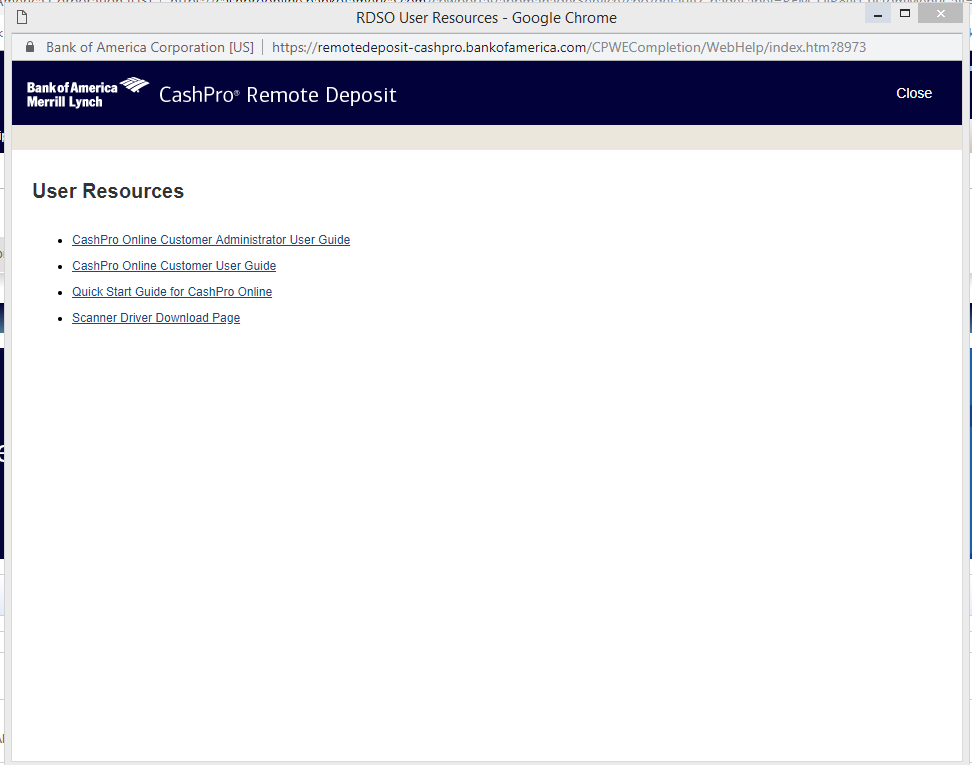 RDSO User Resources - Google Chrome
Bank of America Corporation [US] | https://remotedeposit-cashpro.bankofamerica.com/CPWECompletion/WebHelp/index.htm?8973
Bank of America
Merrill Lynch
CashPro® Remote Deposit
Close
User Resources
• CashPro Online Customer Administrator User Guide
• CashPro Online Customer User Guide
• Quick Start Guide for CashPro Online
• Scanner Driver Download Page